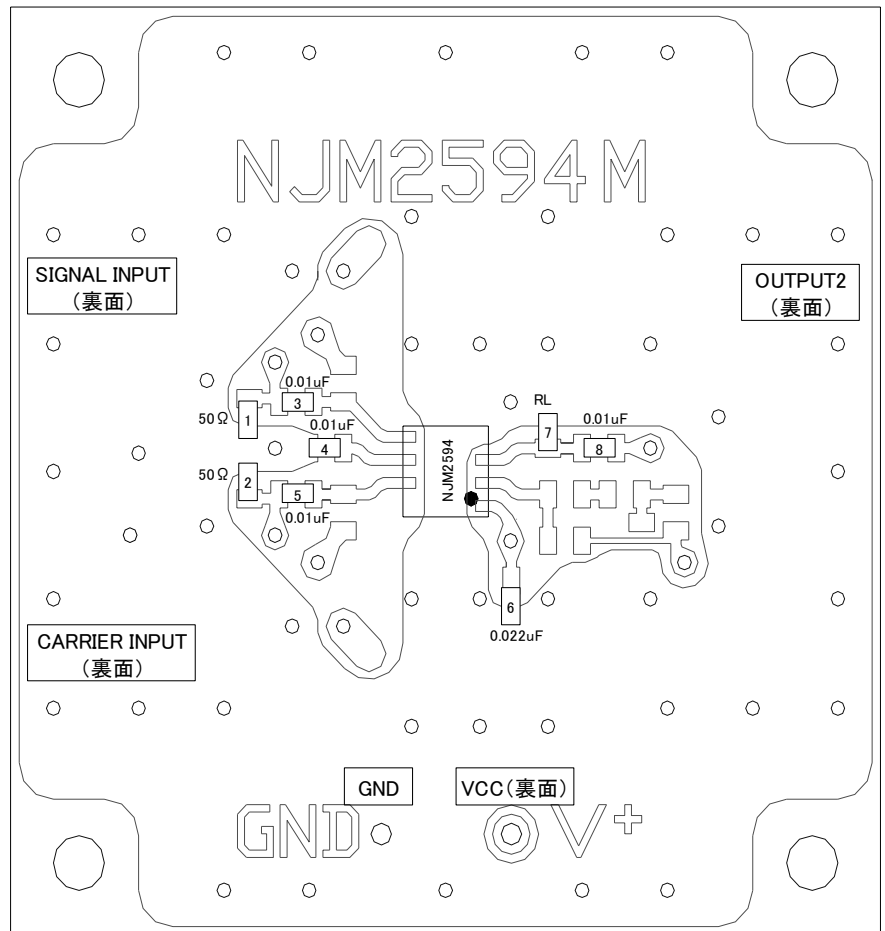 NJM2594M
SIGNAL INPUT
（裏面）
OUTPUT2
（裏面）
0.01uF
3
50Ω
1
0.01uF
4
50Ω
2
5
0.01uF
NJM2594
RL
7
0.01uF
8
6
0.022uF
CARRIER INPUT
（裏面）
GND
VCC（裏面）
GND
V+